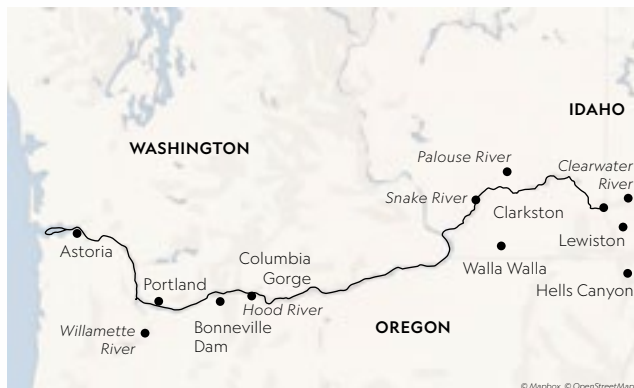 IDAHO
WASHINGTON
Palouse River
Clearwater
River
Snake River
Clarkston
Astoria
Lewiston
Columbia
Gorge
Walla Walla
Portland
Hells Canyon
Hood River
Willamette
River
Bonneville
Dam
OREGON
© Mapbox, © OpenStreetMap